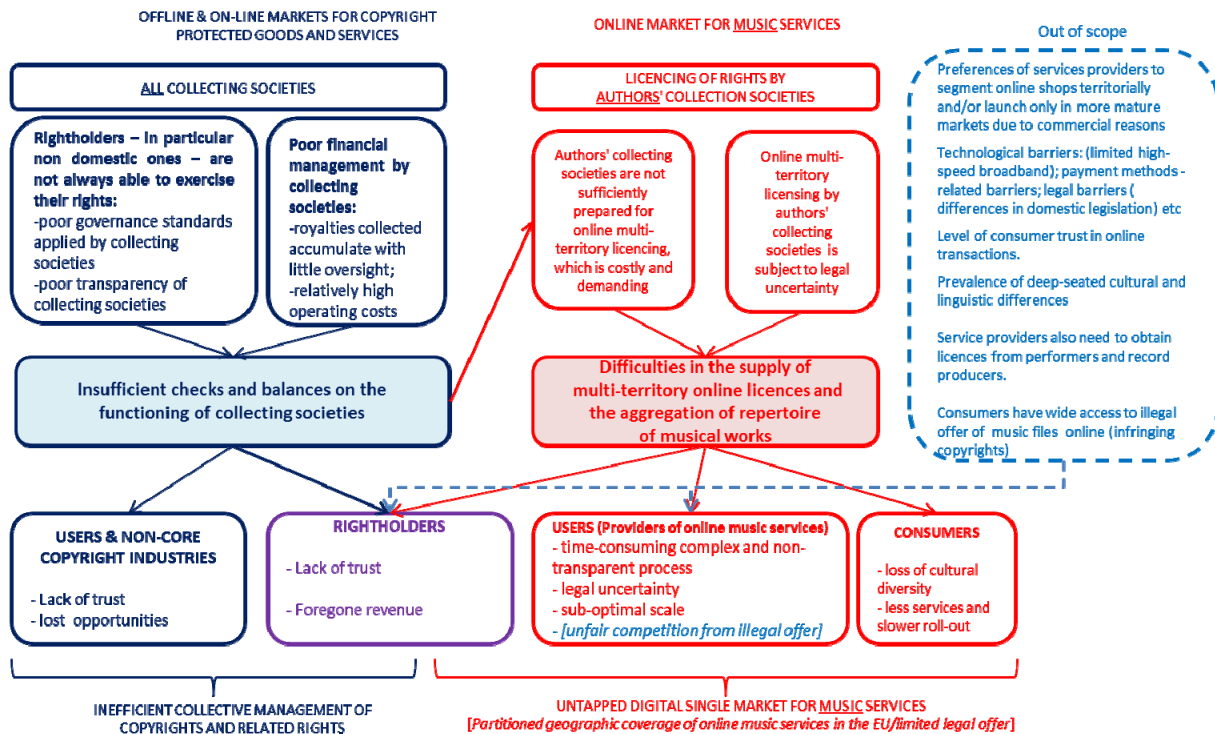 OFFLINE & ON-LINE MARKETS FOR COPYRIGHT
PROTECTED GOODS AND SERVICES
ALL COLLECTING SOCIETIES
Rightholders – in particular
non domestic ones – are
not always able to exercise
their rights:
-poor governance standards
applied by collecting
societies
-poor transparency of
collecting societies
Poor financial
management by
collecting
societies:
-royalties collected
accumulate with
little oversight;
-relatively high
operating costs
Insufficient checks and balances on the
functioning of collecting societies
USERS & NON-CORE
COPYRIGHT INDUSTRIES
- Lack of trust
- lost opportunities
RIGHTHOLDERS
- Lack of trust
- Foregone revenue
INEFFICIENT COLLECTIVE MANAGEMENT OF
COPYRIGHTS AND RELATED RIGHTS
ONLINE MARKET FOR MUSIC SERVICES
LICENCING OF RIGHTS BY
AUTHORS' COLLECTION SOCIETIES
Authors' collecting
societies are not
sufficiently
prepared for
online multi-
territory licencing,
which is costly and
demanding
Online multi-
territory
licensing by
authors'
collecting
societies is
subject to legal
uncertainty
Difficulties in the supply of
multi-territory online licences and
the aggregation of repertoire
of musical works
USERS (Providers of online music services)
- time-consuming complex and non-
transparent process
- legal uncertainty
- sub-optimal scale
- [unfair competition from illegal offer]
CONSUMERS
- loss of cultural
diversity
- less services and
slower roll-out
UNTAPPED DIGITAL SINGLE MARKET FOR MUSIC SERVICES
[Partitioned geographic coverage of online music services in the EU/limited legal offer]
Out of scope
Preferences of services providers to
segment online shops territorially
and/or launch only in more mature
markets due to commercial reasons
Technological barriers: (limited high-
speed broadband); payment methods -
related barriers; legal barriers (
differences in domestic legislation) etc
Level of consumer trust in online
transactions.
Prevalence of deep-seated cultural and
linguistic differences
Service providers also need to obtain
licences from performers and record
producers.
Consumers have wide access to illegal
offer of music files online (infringing
copyrights)